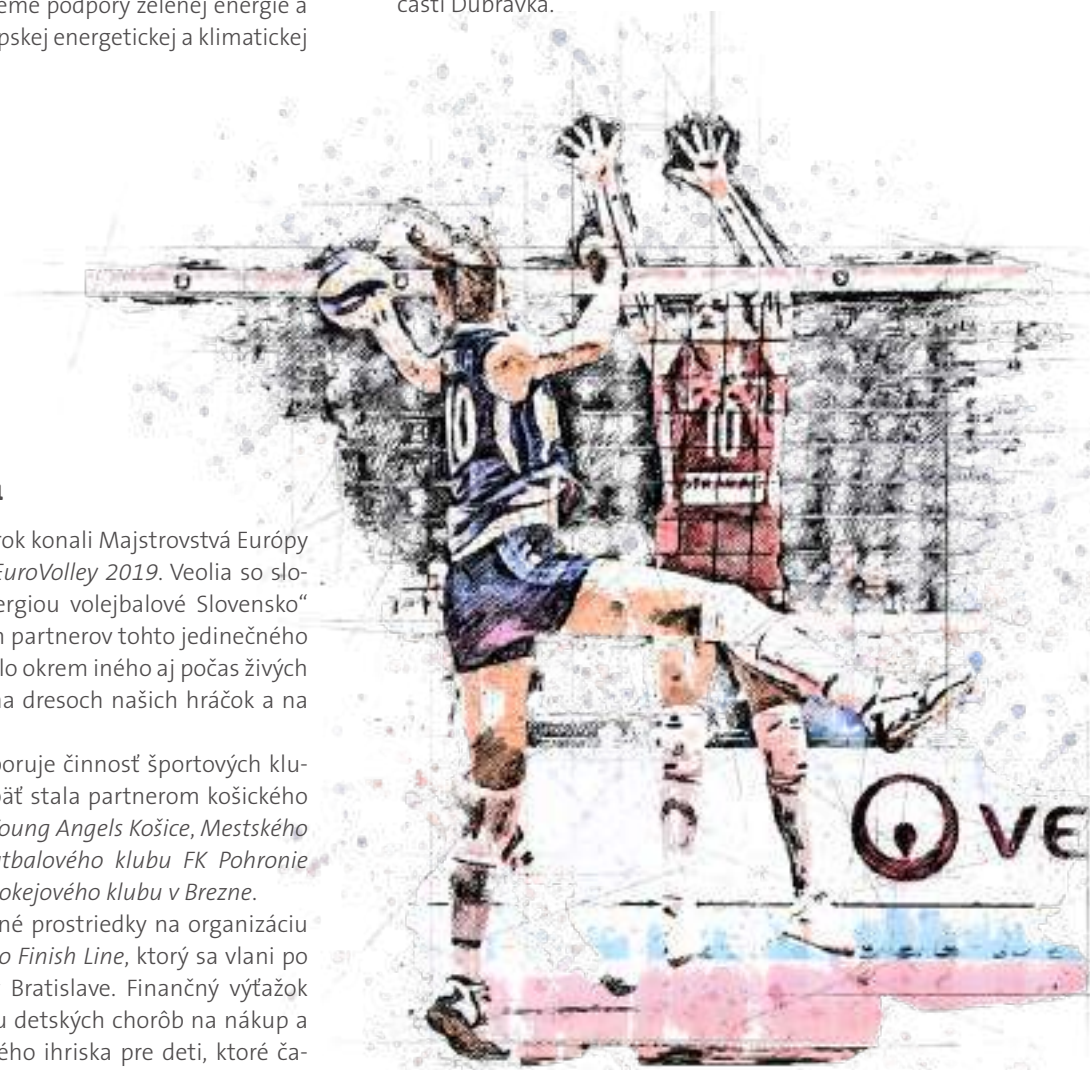 eme podpory zelenej energie a
pskej energetickej a klimatickej
časti Dúbravka.
rok konali Majstrovstvá Európy
EuroVolley 2019. Veolia so slo-
ergiou volejbalové Slovensko“
partnerov tohto jedinečného
lo okrem iného aj počas živých
na dresoch našich hráčok a na
poruje činnosť športových klu-
päť stala partnerom košického
Young Angels Košice, Mestského
tbalového klubu FK Pohronie
okejového klubu v Brezne.
né prostriedky na organizáciu
o Finish Line, ktorý sa vlani po
Bratislave. Finančný výťažok
u detských chorôb na nákup a
ého ihriska pre deti, ktoré ča-
10
10
VE